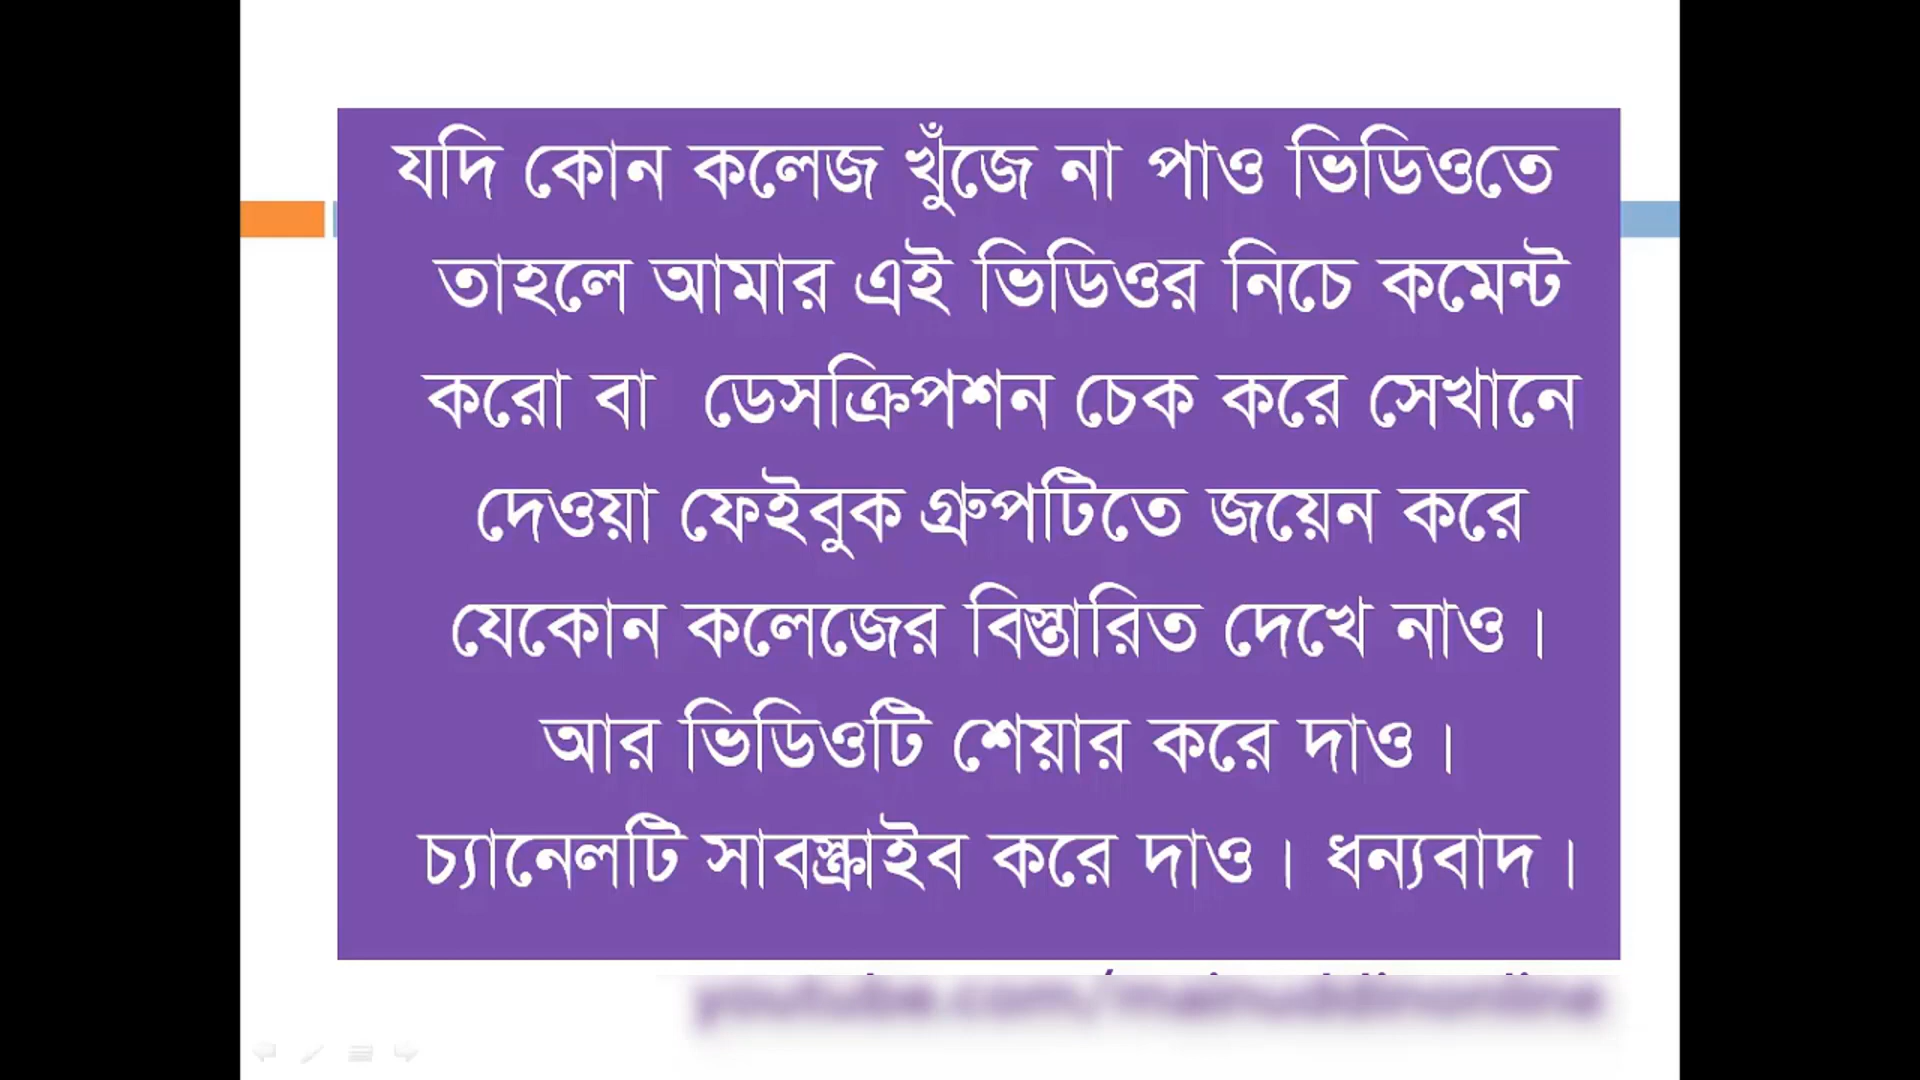 যদি কোন কলেজ খুঁজে না পাও ভিডিওতে
তাহলে আমার এই ভিডিওর নিচে কমেন্ট
করো বা ডেসক্রিপশন চেক করে সেখানে
দেওয়া ফেইবুক গ্রুপটিতে জয়েন করে
যেকোন কলেজের বিস্তারিত দেখে নাও।
আর ভিডিওটি শেয়ার করে দাও।
চ্যানেলটি সাবস্ক্রাইব করে দাও। ধন্যবাদ।